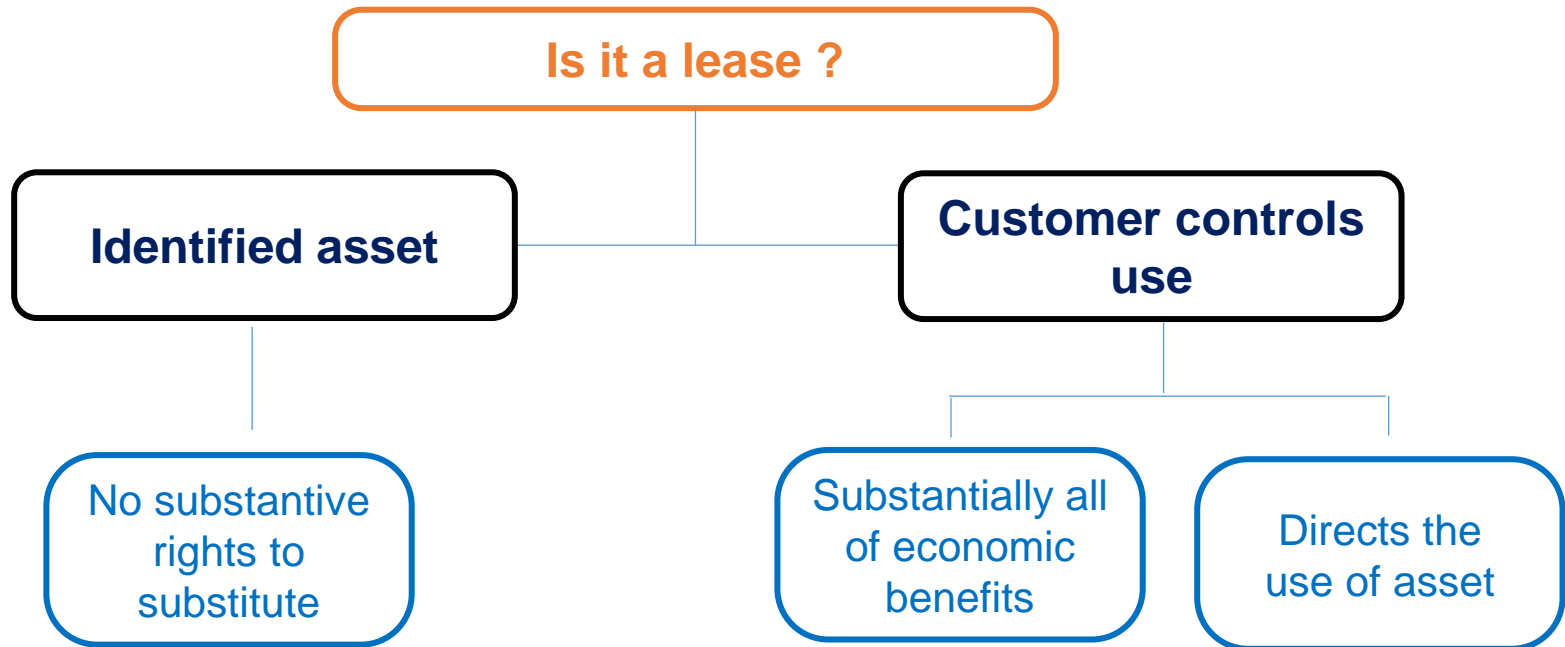 Is it a lease ?
Identified asset
Customer controls
use
No substantive
rights to
substitute
Substantially all
of economic
benefits
Directs the
use of asset